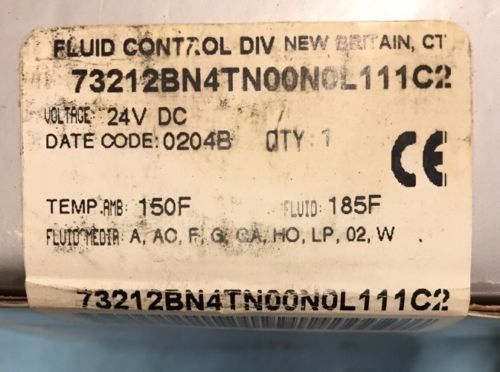 FLUID CONTROL DIV NEW BRITAIN, CT
73212BN4TN00N0L111C2
VOLTAGE: 24V DC
DATE CODE: 0204B QTY: 1
CE
TEMP. AMB: 150F FLUID: 185F
FLUID MEDIA: A, AC, F, G, GA, HO, LP, 02, W
73212BN4TN00N0L111C2